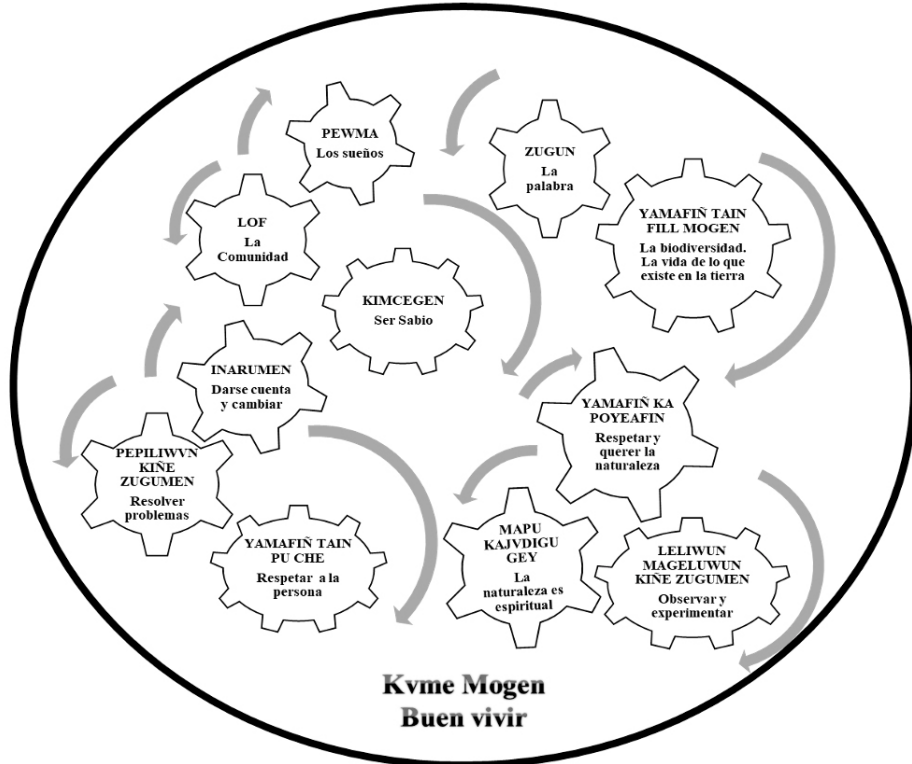 PEWMA
Los sueños
ZUGUN
La
palabra
YAMAFIÑ TAIN
FILL MOGEN
La biodiversidad.
La vida de lo que
existe en la tierra
LOF
La
Comunidad
KIMCEGEN
Ser Sabio
INARUMEN
Darse cuenta
y cambiar
YAMAFIÑ KA
POYEAFIN
Respetar y
querer la
naturaleza
PEPILIWVN
KIÑE
ZUGUMEN
Resolver
problemas
YAMAFIÑ TAIN
PU CHE
Respetar a la
persona
MAPU
KAJVDIGU
GEY
La
naturaleza es
espiritual
LELIWUN
MAGELUWUN
KIÑE ZUGUMEN
Observar y
experimentar
Kvme Mogen
Buen vivir